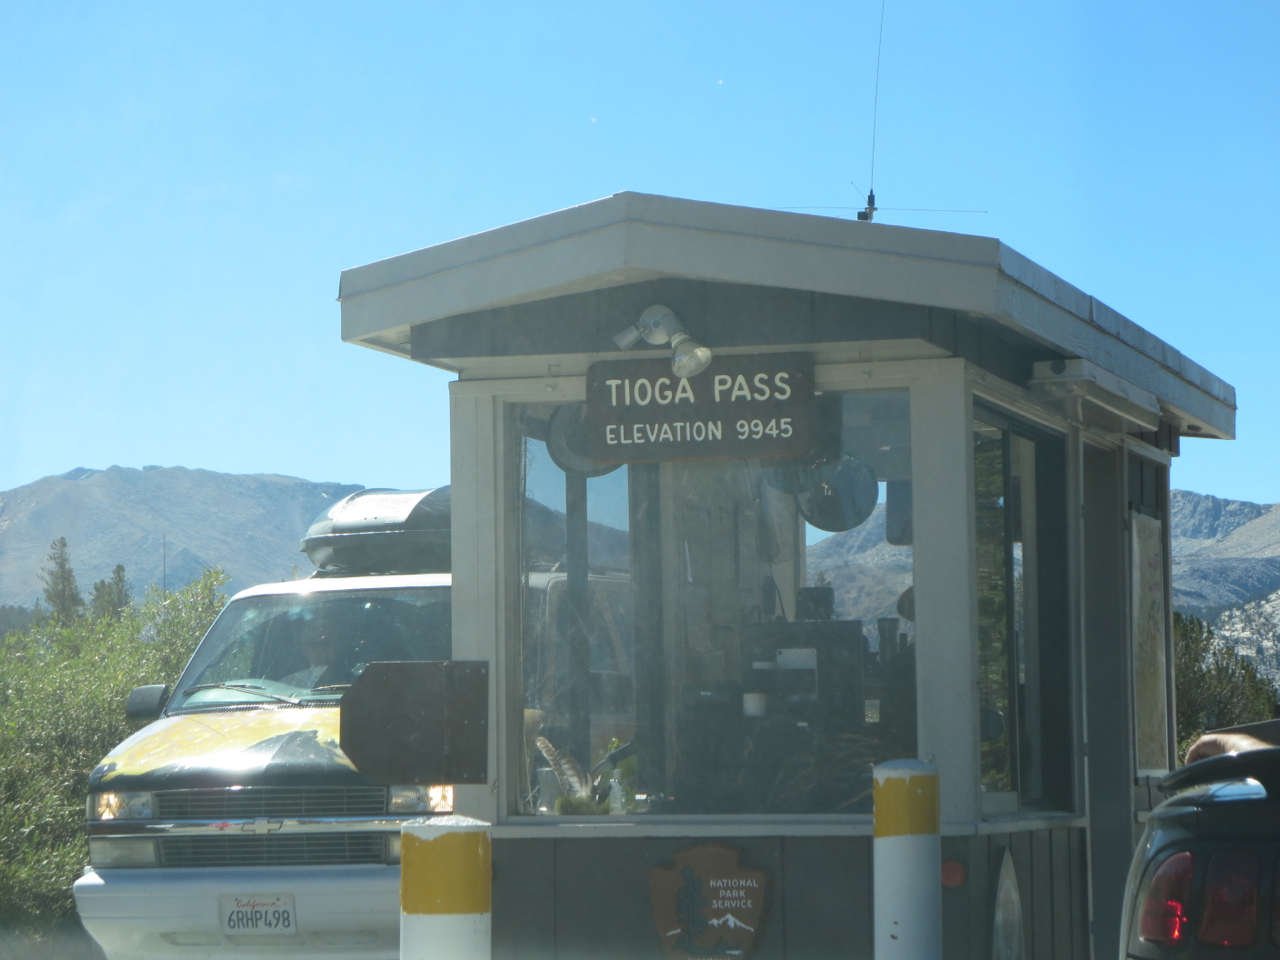 TIOGA PASS
ELEVATION 9945
NATIONAL
PARK
SERVICE
California
6RHP498